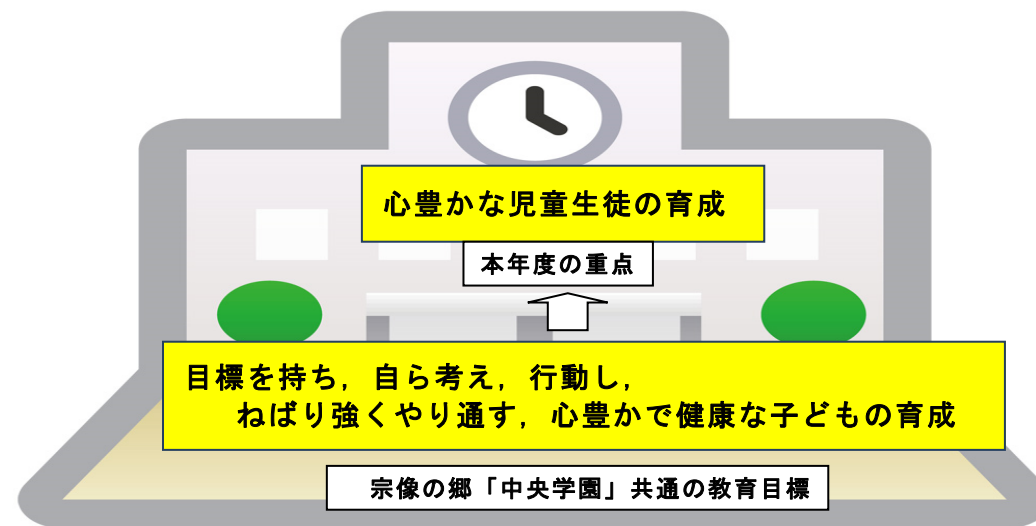 心豊かな児童生徒の育成
本年度の重点
目標を持ち，自ら考え，行動し，
ねばり強くやり通す，心豊かで健康な子どもの育成
宗像の郷「中央学園」共通の教育目標